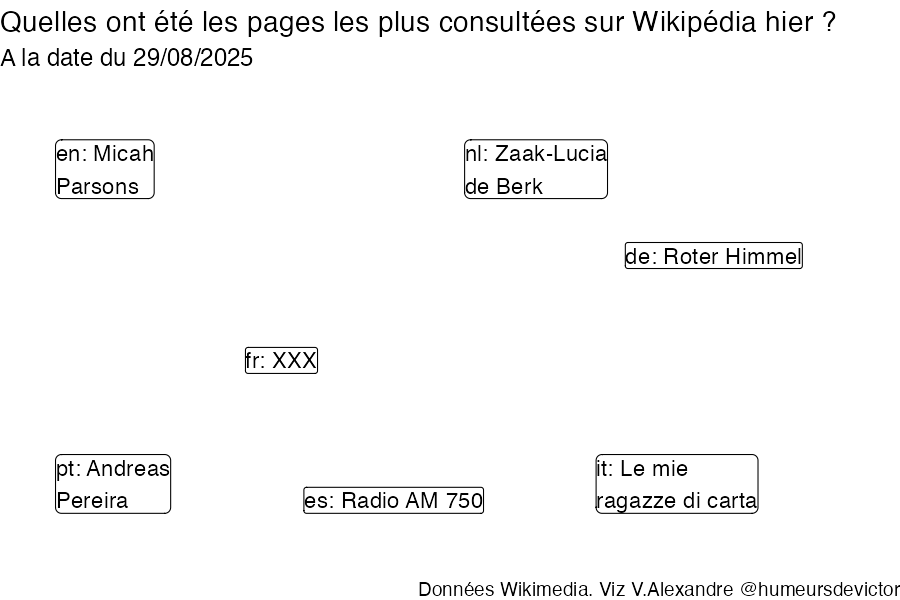 Quelles ont été les pages les plus consultées sur Wikipédia hier ?
A la date du 29/08/2025
en: Micah
Parsons
nl: Zaak-Lucia
de Berk
de: Roter Himmel
fr: XXX
pt: Andreas
Pereira
es: Radio AM 750
it: Le mie
ragazze di carta
Données Wikimedia. Viz V.Alexandre @humeursdevictor